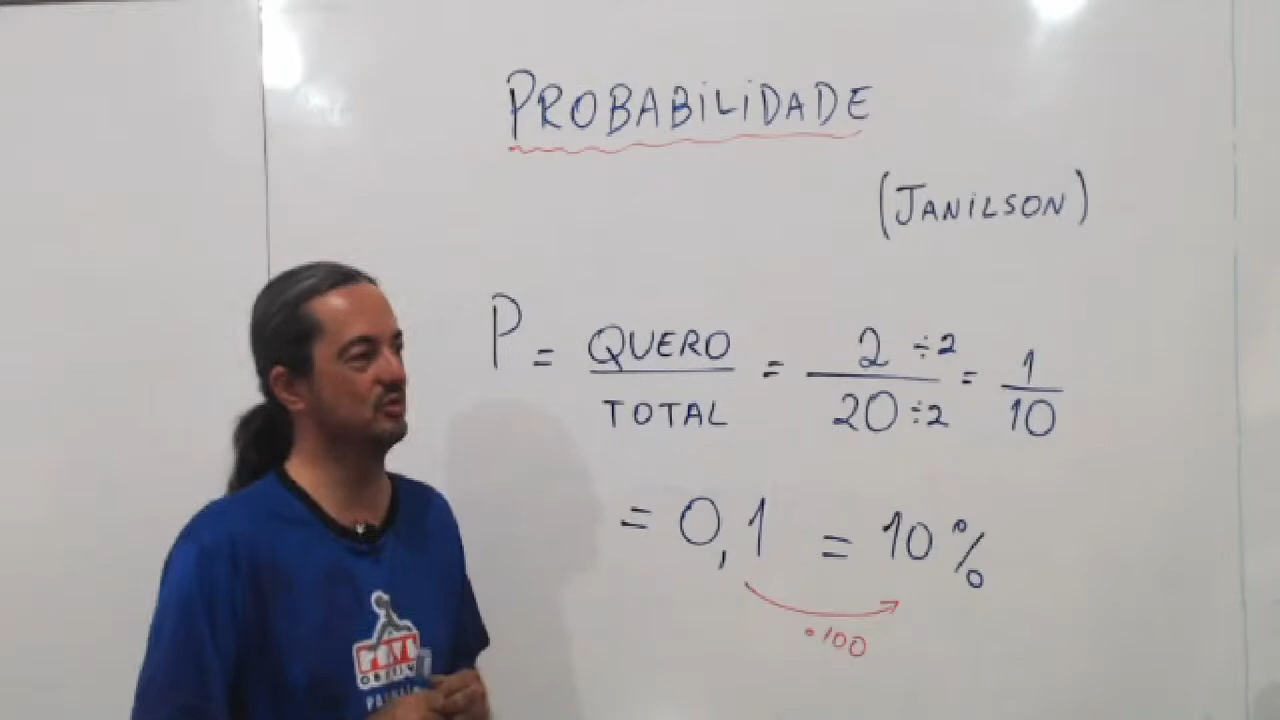 PROBABILIDADE
(JANILSON)
P = QUERO / TOTAL = 2 ÷2 / 20 ÷2 = 1 / 10
= 0,1 = 10%
•100